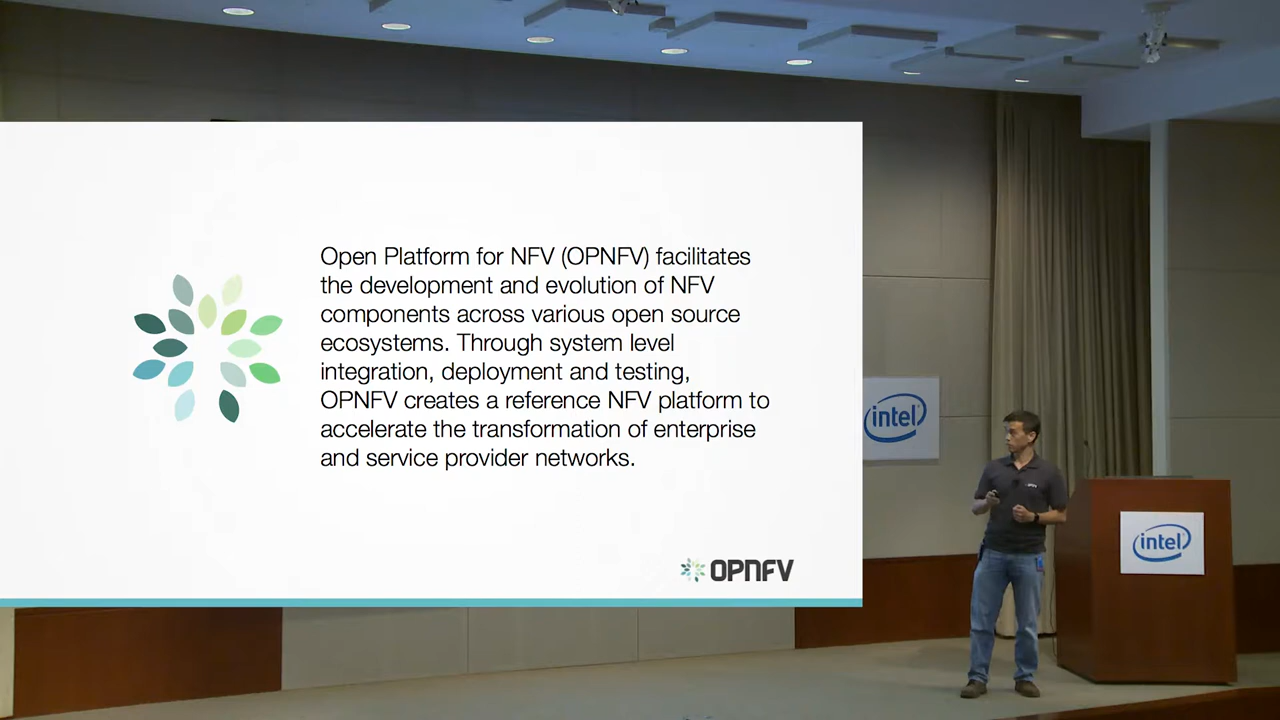 Open Platform for NFV (OPNFV) facilitates
the development and evolution of NFV
components across various open source
ecosystems. Through system level
integration, deployment and testing,
OPNFV creates a reference NFV platform to
accelerate the transformation of enterprise
and service provider networks.
OPNFV
intel
intel